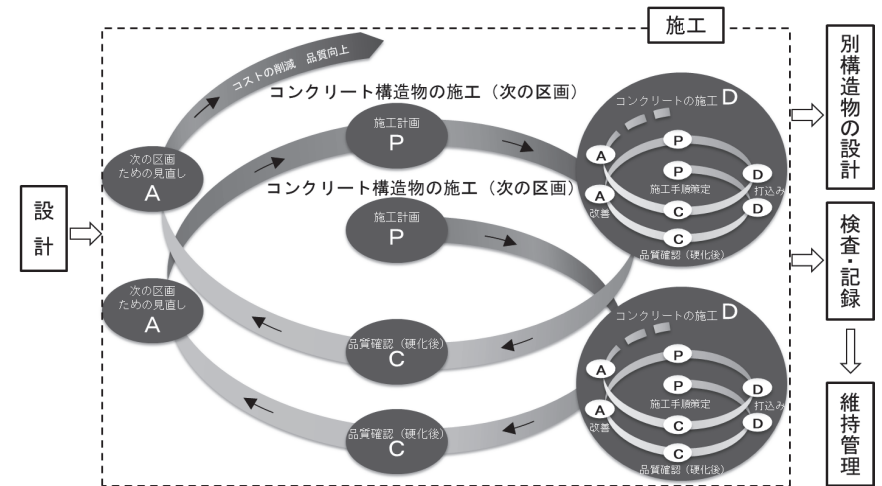 施工
設計
コストの削減 品質向上
コンクリート構造物の施工（次の区画）
施工計画
P
コンクリートの施工 D
A
P
P
D
A
施工手順策定
打込み
改善
C
D
C
品質確認（硬化後）
次の区画
ための見直し
A
コンクリート構造物の施工（次の区画）
施工計画
P
次の区画
ための見直し
A
品質確認（硬化後）
C
コンクリートの施工 D
A
P
P
D
A
施工手順策定
打込み
改善
C
D
C
品質確認（硬化後）
品質確認（硬化後）
C
別構造物の設計
検査・記録
維持管理